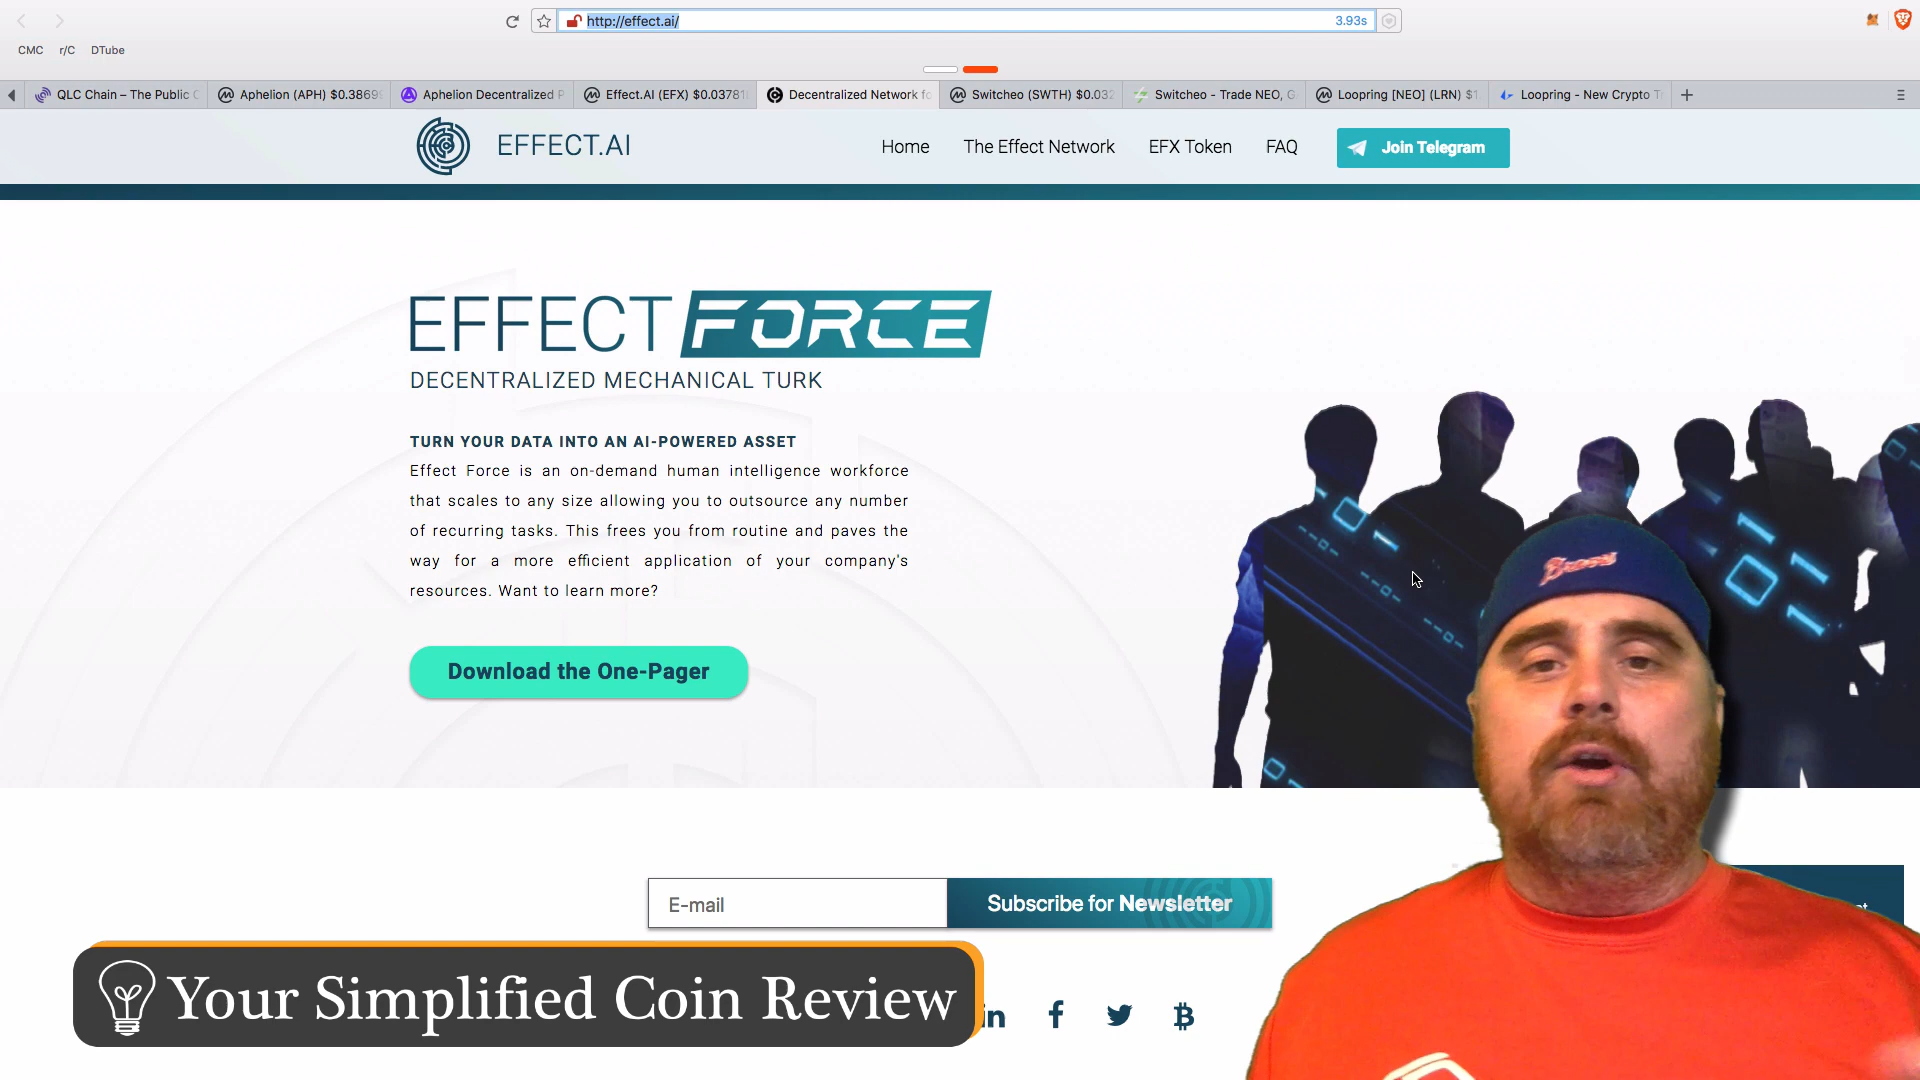 http://effect.ai/
3.93s
CMC r/C DTube
QLC Chain – The Public
Aphelion (APH) $0.3869
Aphelion Decentralized
Effect.AI (EFX) $0.0378
Decentralized Network fo
Switcheo (SWTH) $0.032
Switcheo - Trade NEO, G
Loopring [NEO] (LRN) $
Loopring - New Crypto
EFFECT.AI
Home The Effect Network EFX Token FAQ Join Telegram
EFFECT FORCE
DECENTRALIZED MECHANICAL TURK
TURN YOUR DATA INTO AN AI-POWERED ASSET
Effect Force is an on-demand human intelligence workforce
that scales to any size allowing you to outsource any number
of recurring tasks. This frees you from routine and paves the
way for a more efficient application of your company's
resources. Want to learn more?
Download the One-Pager
Braves
E-mail
Subscribe for Newsletter
Your Simplified Coin Review